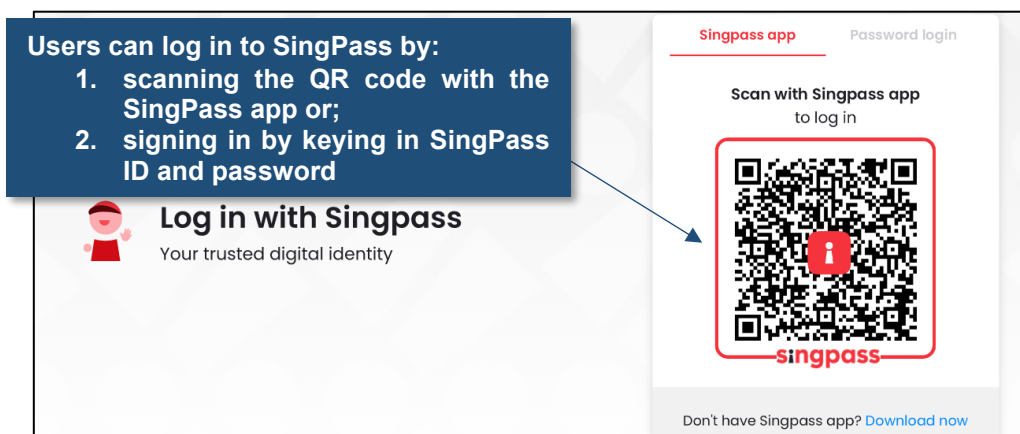 Users can log in to SingPass by:
1. scanning the QR code with the
SingPass app or;
2. signing in by keying in SingPass
ID and password
Log in with Singpass
Your trusted digital identity
Singpass app
Password login
Scan with Singpass app
to log in
singpass
Don't have Singpass app? Download now